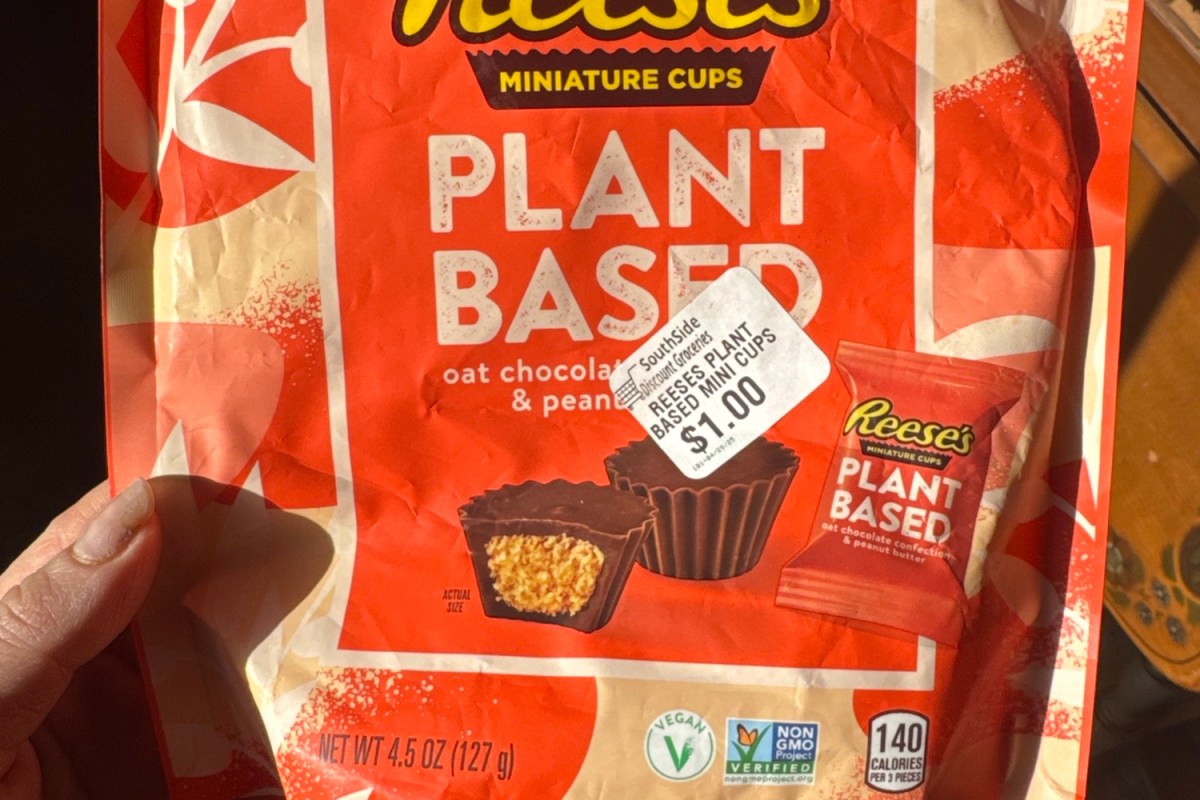 Reese's
MINIATURE CUPS
PLANT
BASED
oat chocola
& peanu
SouthSide
Discount Groceries
REESES PLANT
BASED MINI CUPS
$1.00
Reese's
MINIATURE CUPS
PLANT
BASED
oat chocolate confection
& peanut butter
ACTUAL
SIZE
NET WT 4.5 OZ (127 g)
VEGAN
V
NON
GMO
Project
VERIFIED
nongmoproject.org
140
CALORIES
PER 3 PIECES